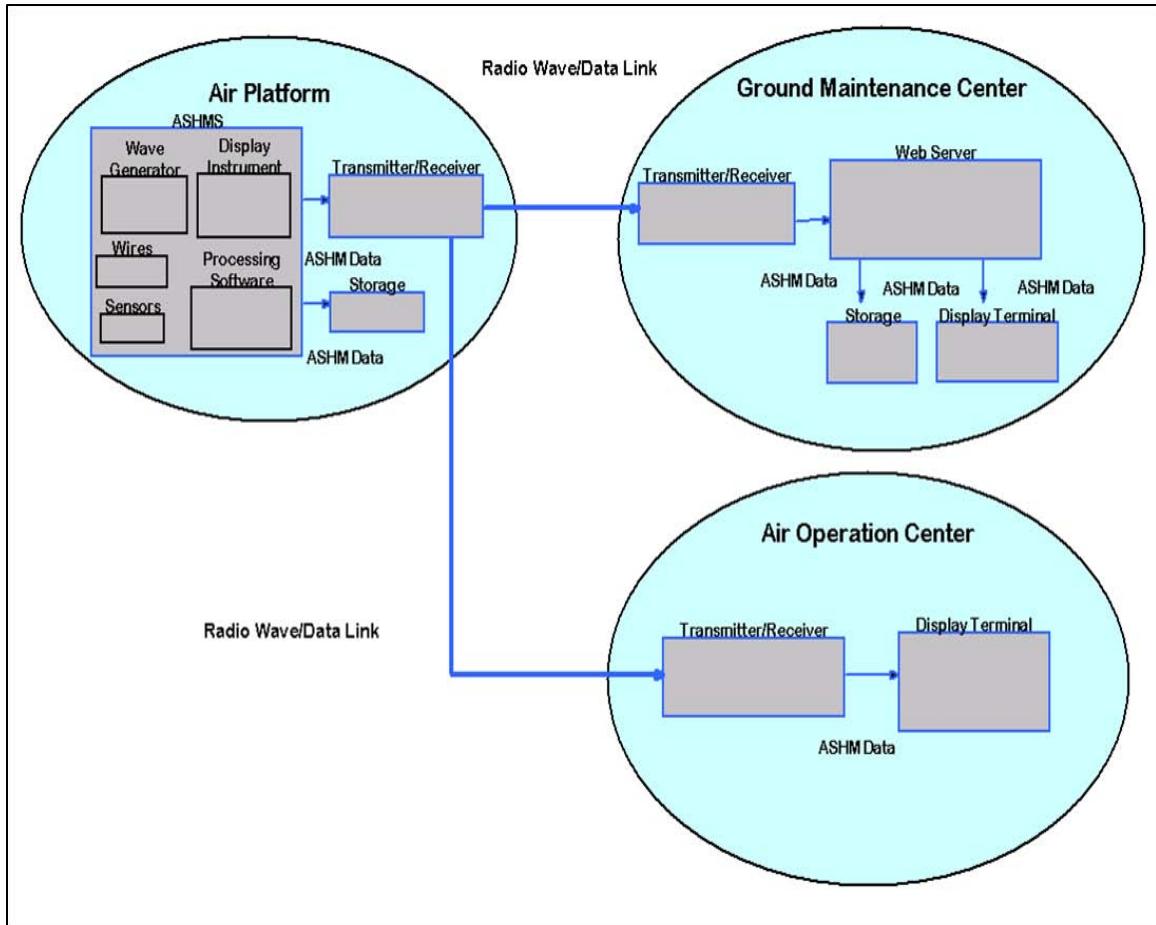 Radio Wave/Data Link
Air Platform
ASHMS
Wave
Generator
Display
Instrument
Transmitter/Receiver
Wires
Processing
Software
ASHM Data
Storage
Sensors
ASHM Data
Ground Maintenance Center
Web Server
Transmitter/Receiver
ASHM Data
ASHM Data
ASHM Data
Storage
Display Terminal
Air Operation Center
Radio Wave/Data Link
Transmitter/Receiver
Display Terminal
ASHM Data